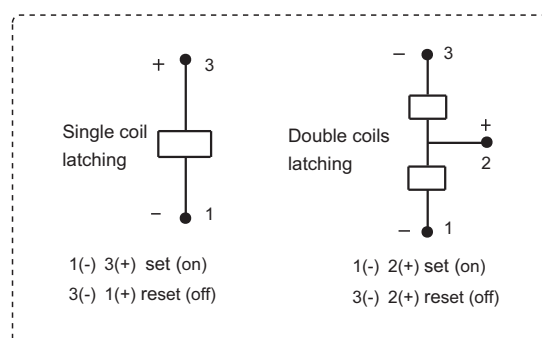 + 3
Single coil
latching
– 1
1(-) 3(+) set (on)
3(-) 1(+) reset (off)
– 3
Double coils
latching
+
2
– 1
1(-) 2(+) set (on)
3(-) 2(+) reset (off)